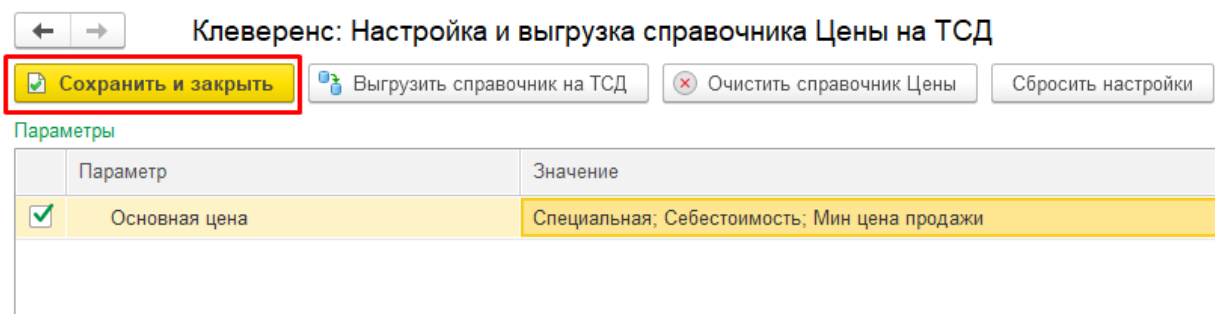 Клеверенс: Настройка и выгрузка справочника Цены на ТСД
Сохранить и закрыть Выгрузить справочник на ТСД Очистить справочник Цены Сбросить настройки
Параметры
Параметр Значение
Основная цена Специальная; Себестоимость; Мин цена продажи